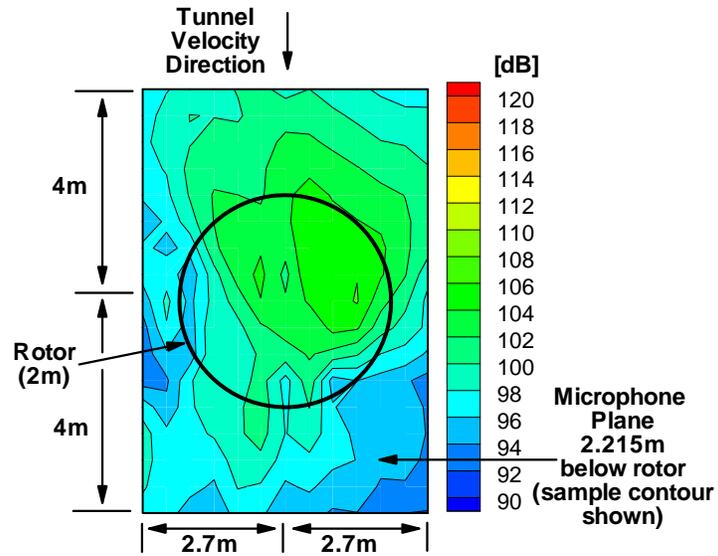 Tunnel
Velocity
Direction
[dB]
120
118
116
114
112
110
108
106
104
102
100
98
96
94
92
90
4m
Rotor
(2m)
4m
Microphone
Plane
2.215m
below rotor
(sample contour
shown)
2.7m
2.7m